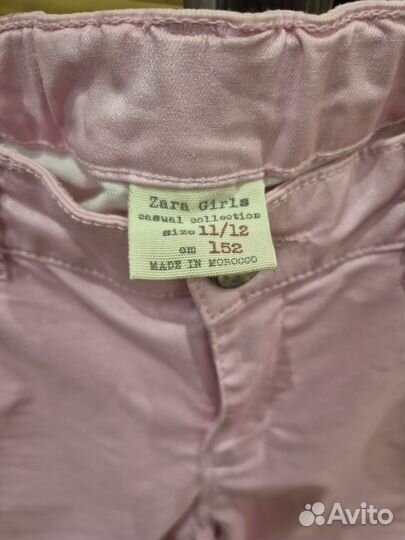 Zara Girls
casual collection
size 11/12
cm 152
MADE IN MOROCCO
Avito